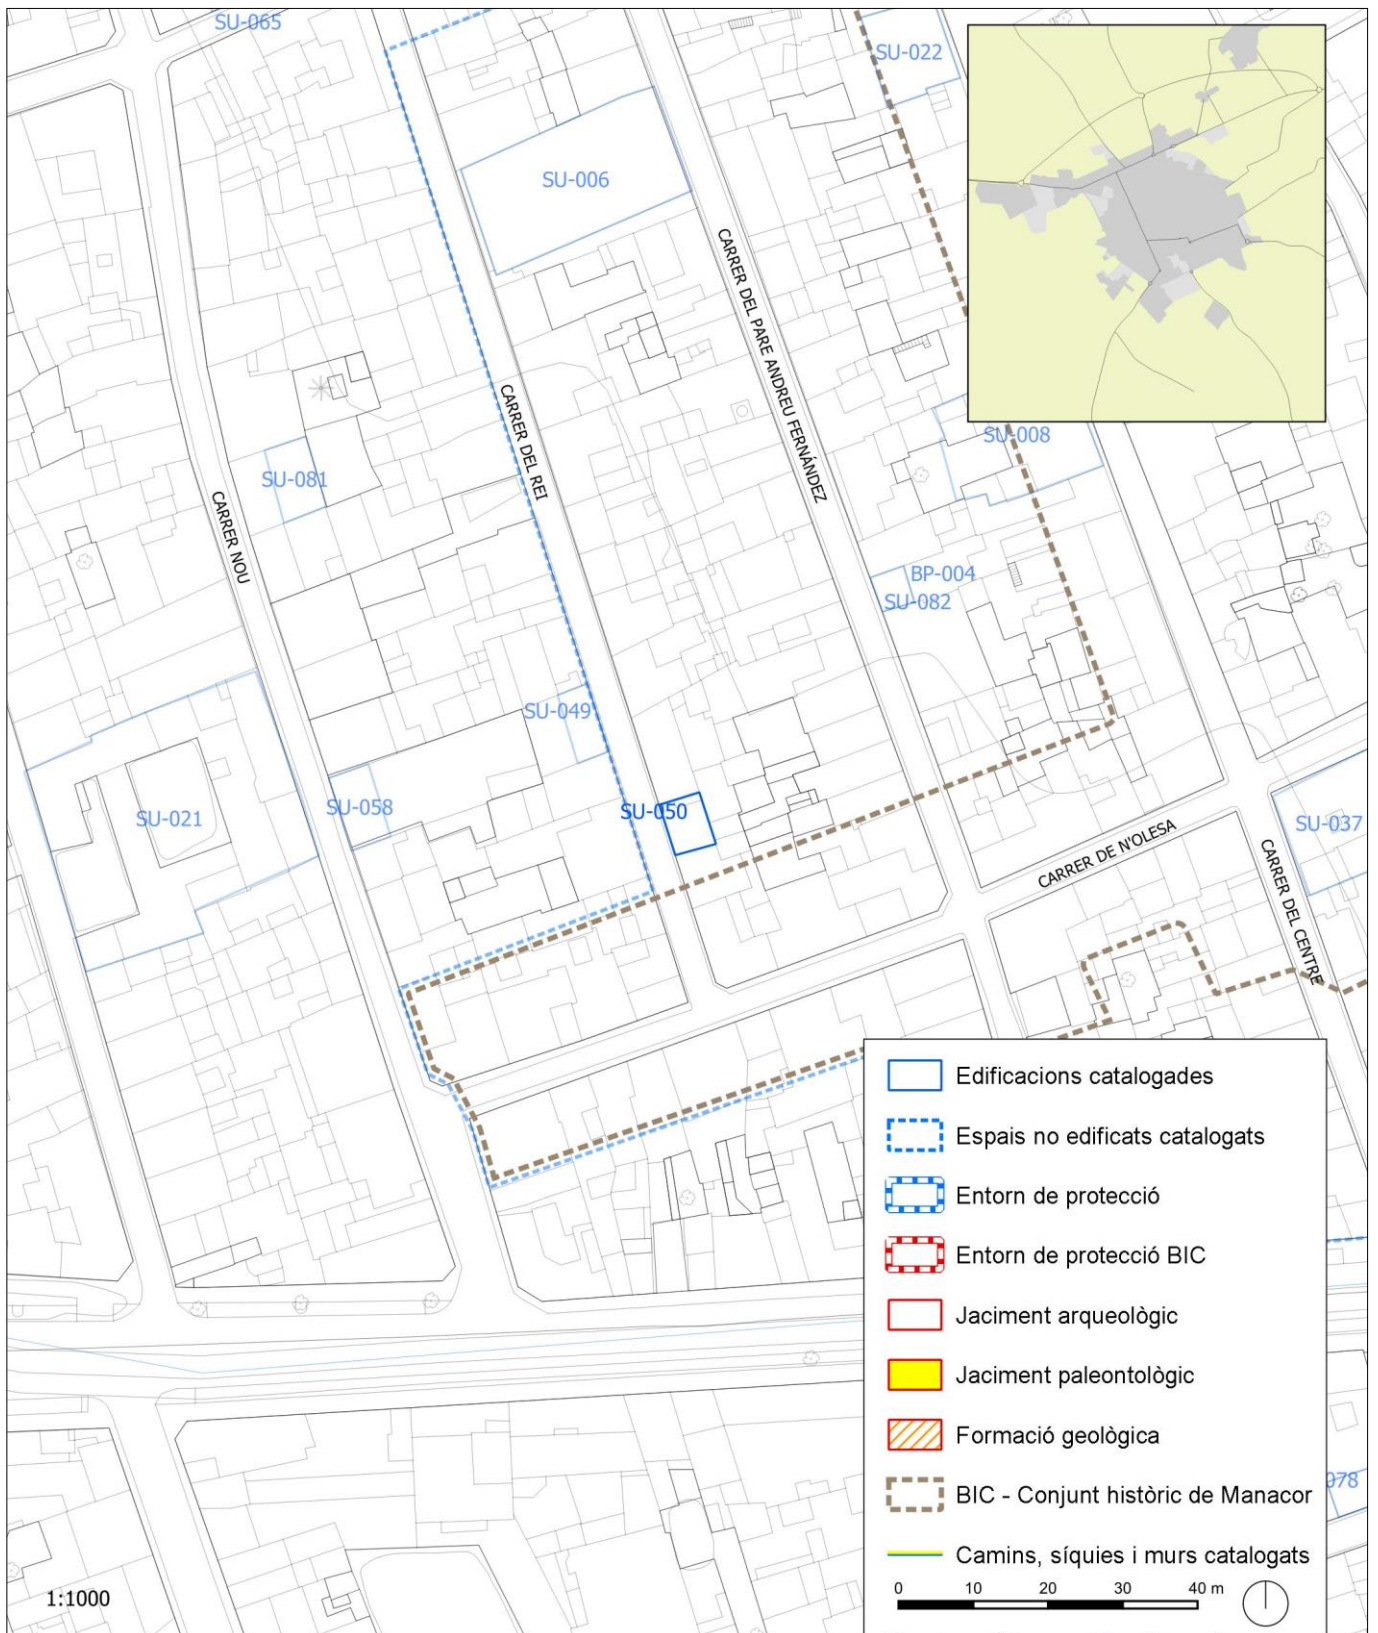 SU-065
SU-022
SU-006
CARRER DEL PARE ANDREU FERNÁNDEZ
CARRER DEL REI
SU-008
SU-081
CARRER NOU
BP-004
SU-082
SU-049
SU-058
SU-050
SU-021
SU-037
CARRER DE N'OLESA
CARRER DEL CENTRE
Edificacions catalogades
Espais no edificats catalogats
Entorn de protecció
Entorn de protecció BIC
Jaciment arqueològic
Jaciment paleontològic
Formació geològica
BIC - Conjunt històric de Manacor
078
Camins, síquies i murs catalogats
0 10 20 30 40 m
1:1000